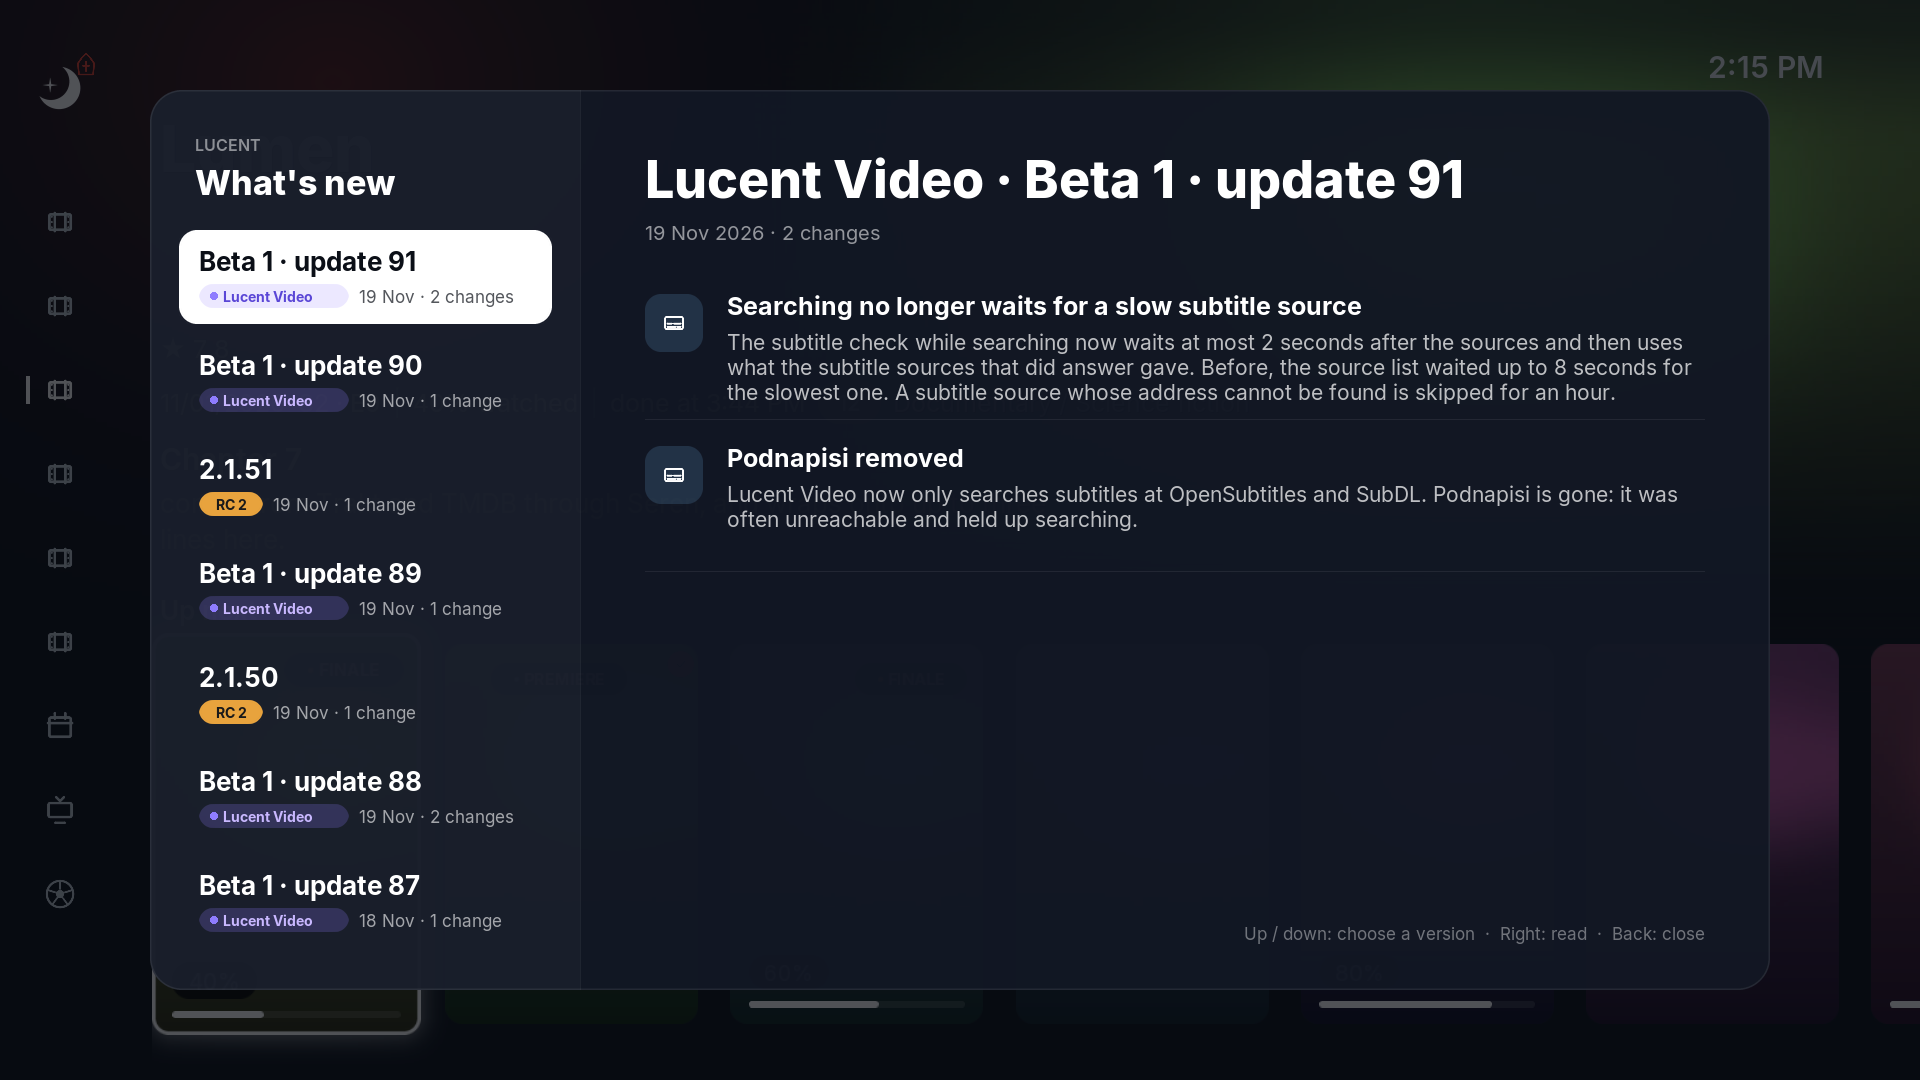 2:15 PM
LUCENT
What's new
Beta 1 · update 91
Lucent Video 19 Nov · 2 changes
Beta 1 · update 90
Lucent Video 19 Nov · 1 change
2.1.51
RC 2 19 Nov · 1 change
Beta 1 · update 89
Lucent Video 19 Nov · 1 change
2.1.50
RC 2 19 Nov · 1 change
Beta 1 · update 88
Lucent Video 19 Nov · 2 changes
Beta 1 · update 87
Lucent Video 18 Nov · 1 change
Lucent Video · Beta 1 · update 91
19 Nov 2026 · 2 changes
Searching no longer waits for a slow subtitle source
The subtitle check while searching now waits at most 2 seconds after the sources and then uses
what the subtitle sources that did answer gave. Before, the source list waited up to 8 seconds for
the slowest one. A subtitle source whose address cannot be found is skipped for an hour.
Podnapisi removed
Lucent Video now only searches subtitles at OpenSubtitles and SubDL. Podnapisi is gone: it was
often unreachable and held up searching.
Up / down: choose a version · Right: read · Back: close